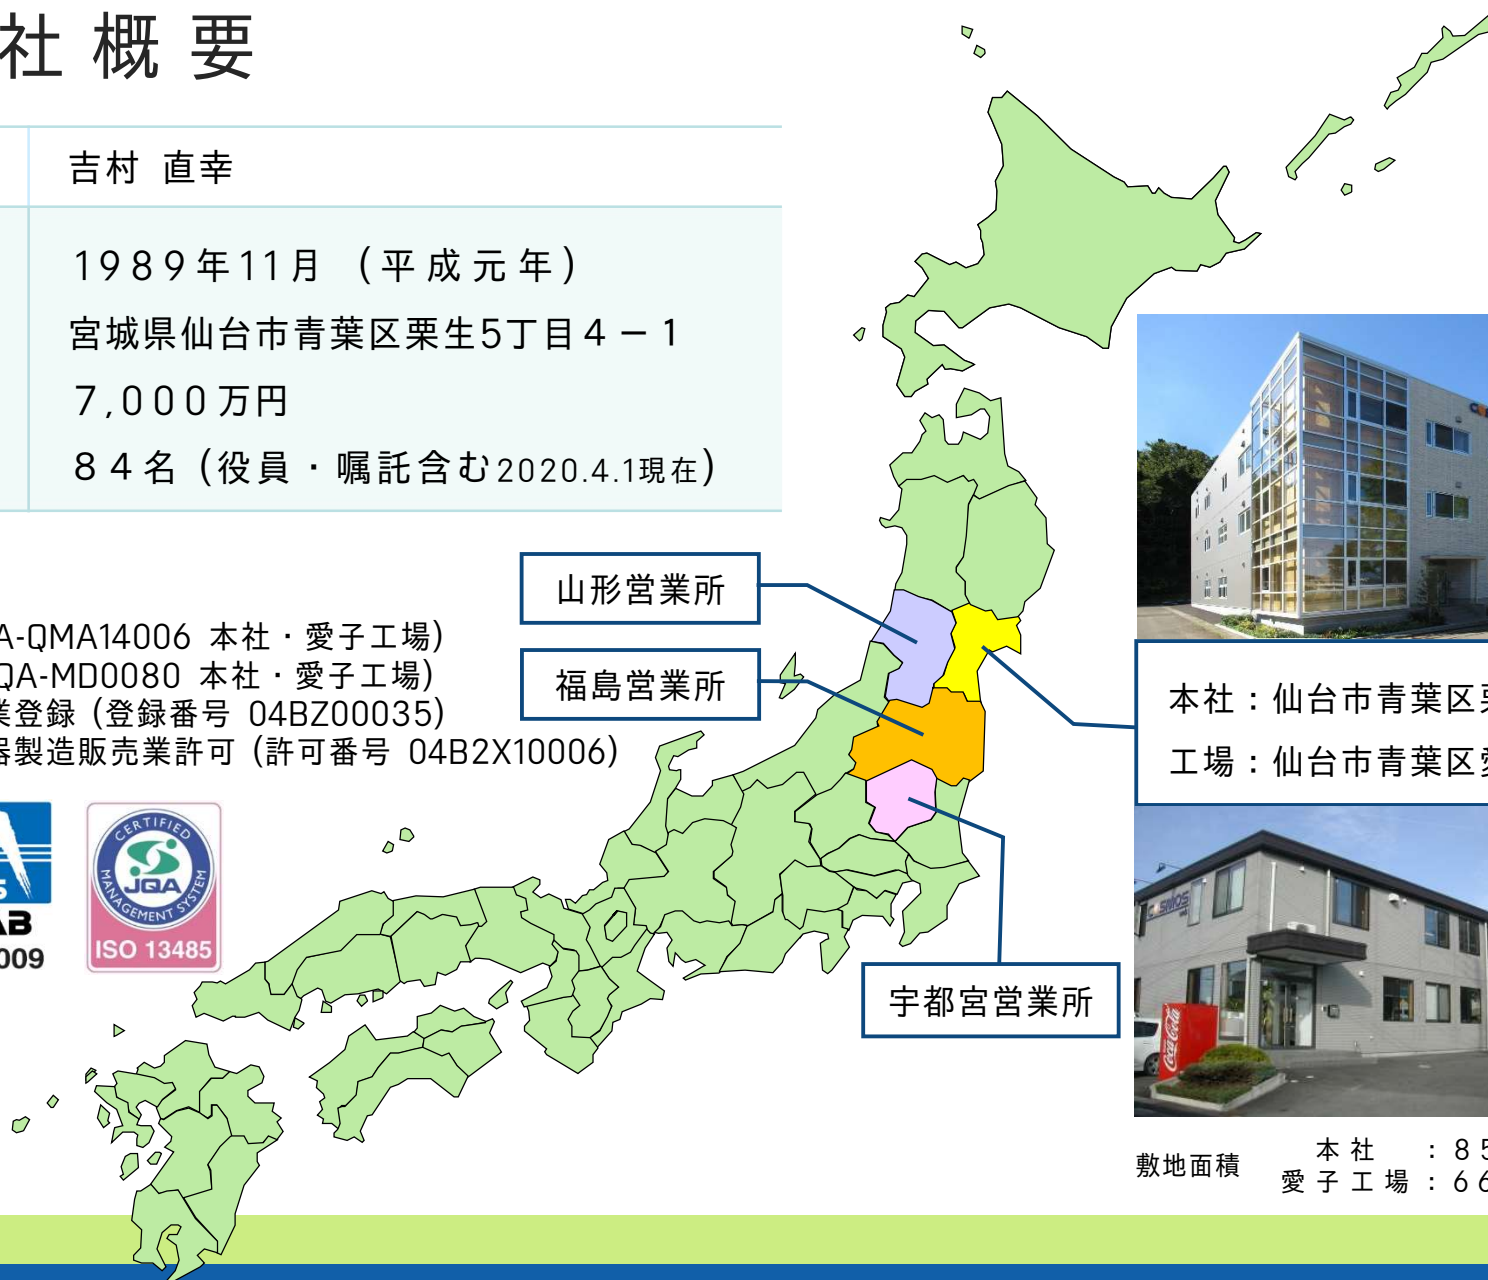 社概要
吉村 直幸
1989年11月 (平成元年)
宮城県仙台市青葉区栗生5丁目4－1
7,000万円
84名 (役員・嘱託含む2020.4.1現在)
A-QMA14006 本社・愛子工場)
QA-MD0080 本社・愛子工場)
業登録 (登録番号 04BZ00035)
器製造販売業許可 (許可番号 04B2X10006)
山形営業所
福島営業所
本社：仙台市青葉区栗
工場：仙台市青葉区愛
宇都宮営業所
AB
009
CERTIFIED
JQA
MANAGEMENT SYSTEM
ISO 13485
COSMOS
Coca-Cola
敷地面積
本社 ：85
愛子工場：66